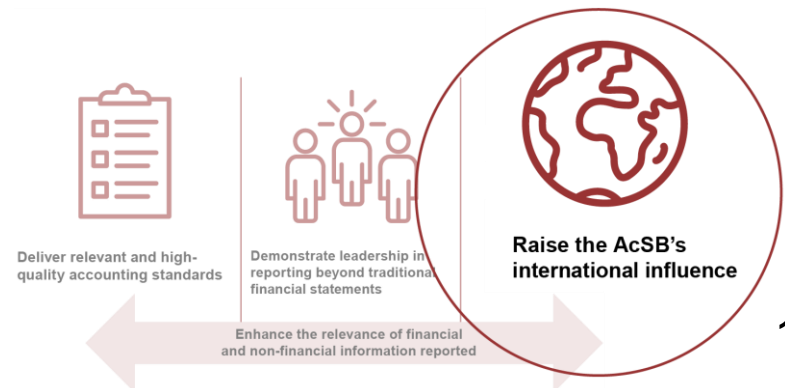 Deliver relevant and high-
quality accounting standards
Demonstrate leadership in
reporting beyond traditional
financial statements
Raise the AcSB's
international influence
Enhance the relevance of financial
and non-financial information reported